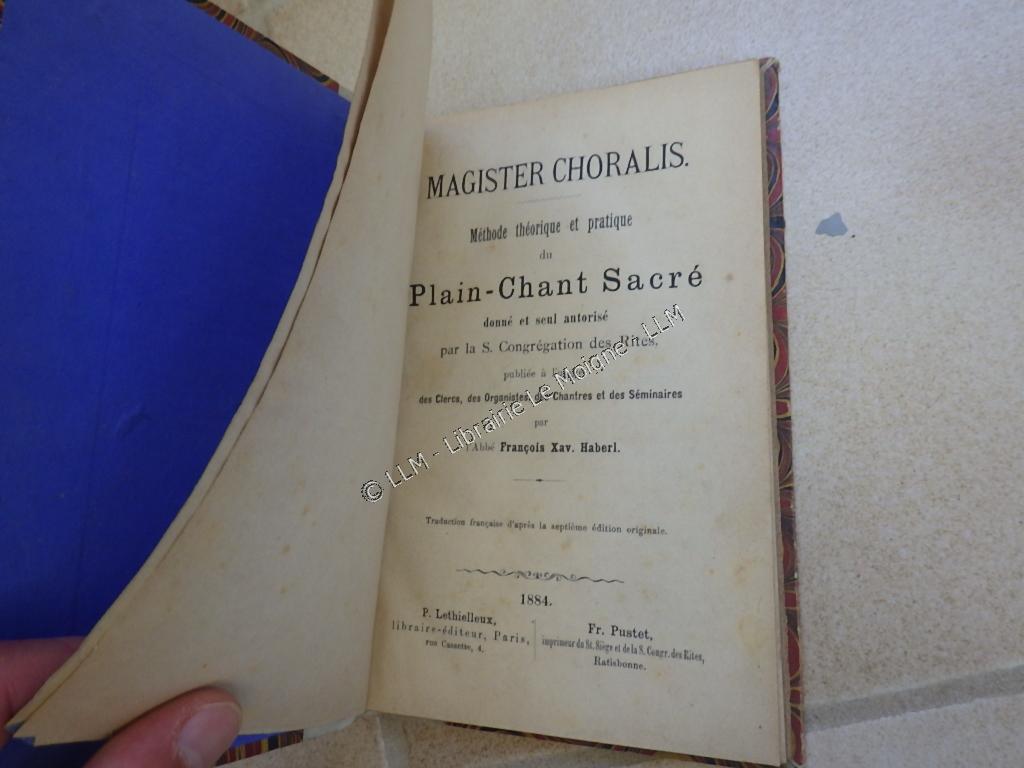 MAGISTER CHORALIS.
Méthode théorique et pratique
du
Plain-Chant Sacré
donné et seul autorisé
par la S. Congrégation des Rites,
publiée à
des Clercs, des Organistes, des Chantres et des Séminaires
par
l'Abbé François Xav. Haberl.
Traduction française d'après la septième édition originale.
1884.
P. Lethielleux,
libraire-éditeur, Paris,
rue Cassette, 4.
Fr. Pustet,
imprimeur du St. Siège et de la S. Congr. des Rites,
Ratisbonne.
© LLM - Librairie Le Moigne - LLM